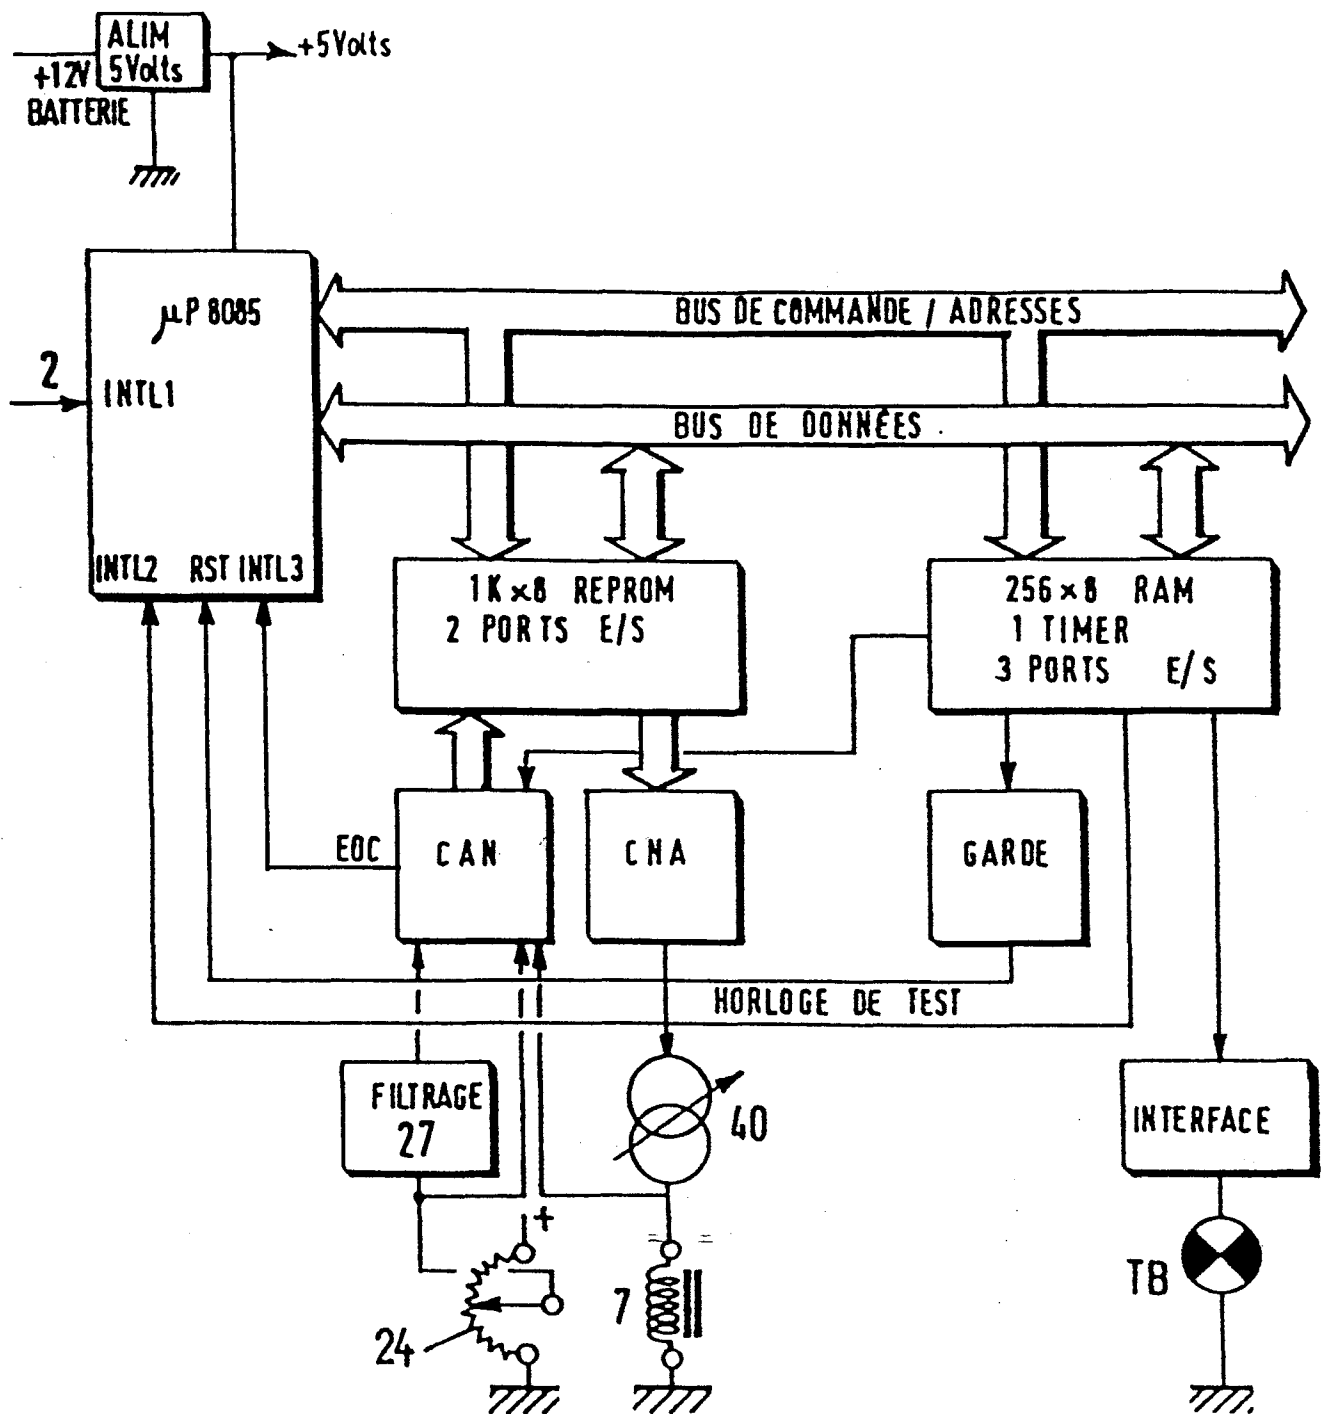 ALIM
5Volts
+5Volts
+12V
BATTERIE
µP 8085
BUS DE COMMANDE / ADRESSES
2
INTL1
BUS DE DONNÉES
INTL2 RST INTL3
1K×8 REPROM
2 PORTS E/S
256×8 RAM
1 TIMER
3 PORTS E/S
EOC
CAN
CNA
GARDE
HORLOGE DE TEST
FILTRAGE
27
40
INTERFACE
+
7
TB
24